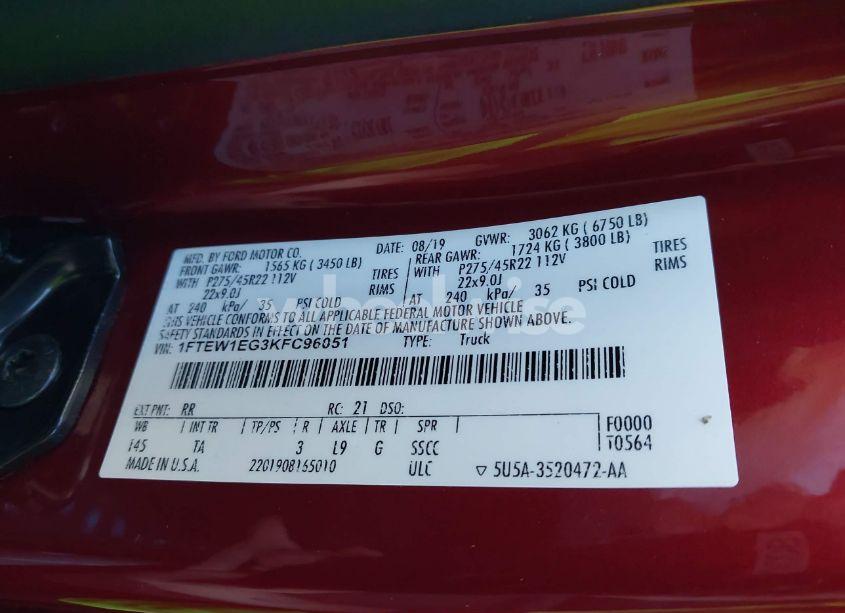 MFD. BY FORD MOTOR CO. DATE: 08/19 GVWR: 3062 KG ( 6750 LB)
FRONT GAWR: 1565 KG ( 3450 LB) REAR GAWR: 1724 KG ( 3800 LB)
WITH P275/45R22 112V TIRES WITH P275/45R22 112V TIRES
22x9.0J RIMS 22x9.0J RIMS
AT 240 kPa/ 35 PSI COLD AT 240 kPa/ 35 PSI COLD
THIS VEHICLE CONFORMS TO ALL APPLICABLE FEDERAL MOTOR VEHICLE
SAFETY STANDARDS IN EFFECT ON THE DATE OF MANUFACTURE SHOWN ABOVE.
VIN: 1FTEW1EG3KFC96051 TYPE: Truck
EXT PNT: RR RC: 21 DSO:
WB | INT TR | TP/PS | R | AXLE | TR | SPR F0000
145 TA 3 L9 G SSCC T0564
MADE IN U.S.A. 2201908165010 ULC ▽ 5U5A-3520472-AA